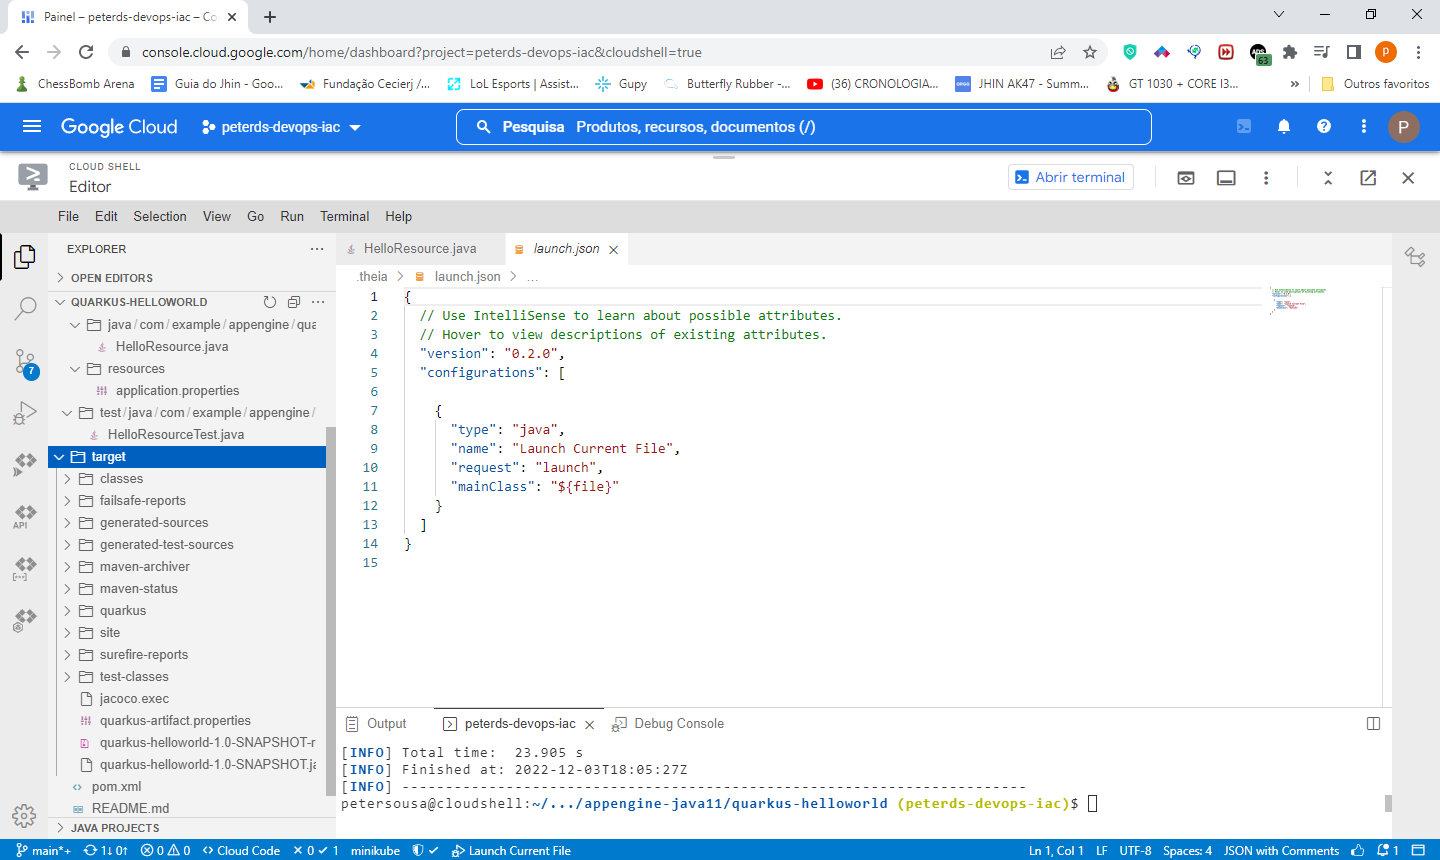 Painel – peterds-devops-iac – Co
console.cloud.google.com/home/dashboard?project=peterds-devops-iac&cloudshell=true
63
p
ChessBomb Arena
Guia do Jhin - Goo...
Fundação Cecierj /...
LoL Esports | Assist...
Gupy
Butterfly Rubber -...
(36) CRONOLOGIA...
JHIN AK47 - Summ...
GT 1030 + CORE I3...
»
Outros favoritos
Google Cloud
peterds-devops-iac
Pesquisa Produtos, recursos, documentos (/)
P
CLOUD SHELL
Editor
Abrir terminal
File Edit Selection View Go Run Terminal Help
EXPLORER
OPEN EDITORS
QUARKUS-HELLOWORLD
java/com/example/appengine/qua
HelloResource.java
resources
application.properties
test/java/com/example/appengine/
HelloResourceTest.java
target
classes
failsafe-reports
generated-sources
generated-test-sources
maven-archiver
maven-status
quarkus
site
surefire-reports
test-classes
jacoco.exec
quarkus-artifact.properties
quarkus-helloworld-1.0-SNAPSHOT-r
quarkus-helloworld-1.0-SNAPSHOT.ja
pom.xml
README.md
JAVA PROJECTS
7
API
HelloResource.java
launch.json
.theia > launch.json > ...
1 {
2 // Use IntelliSense to learn about possible attributes.
3 // Hover to view descriptions of existing attributes.
4 "version": "0.2.0",
5 "configurations": [
6
7 {
8 "type": "java",
9 "name": "Launch Current File",
10 "request": "launch",
11 "mainClass": "${file}"
12 }
13 ]
14 }
15
Output
peterds-devops-iac
Debug Console
[INFO] Total time:  23.905 s
[INFO] Finished at: 2022-12-03T18:05:27Z
[INFO] ------------------------------------------------------------------------
petersousa@cloudshell:~/.../appengine-java11/quarkus-helloworld (peterds-devops-iac)$
main*+ 1↓ 0↑ 0 0 Cloud Code 0 1 minikube Launch Current File
Ln 1, Col 1 LF UTF-8 Spaces: 4 JSON with Comments 1